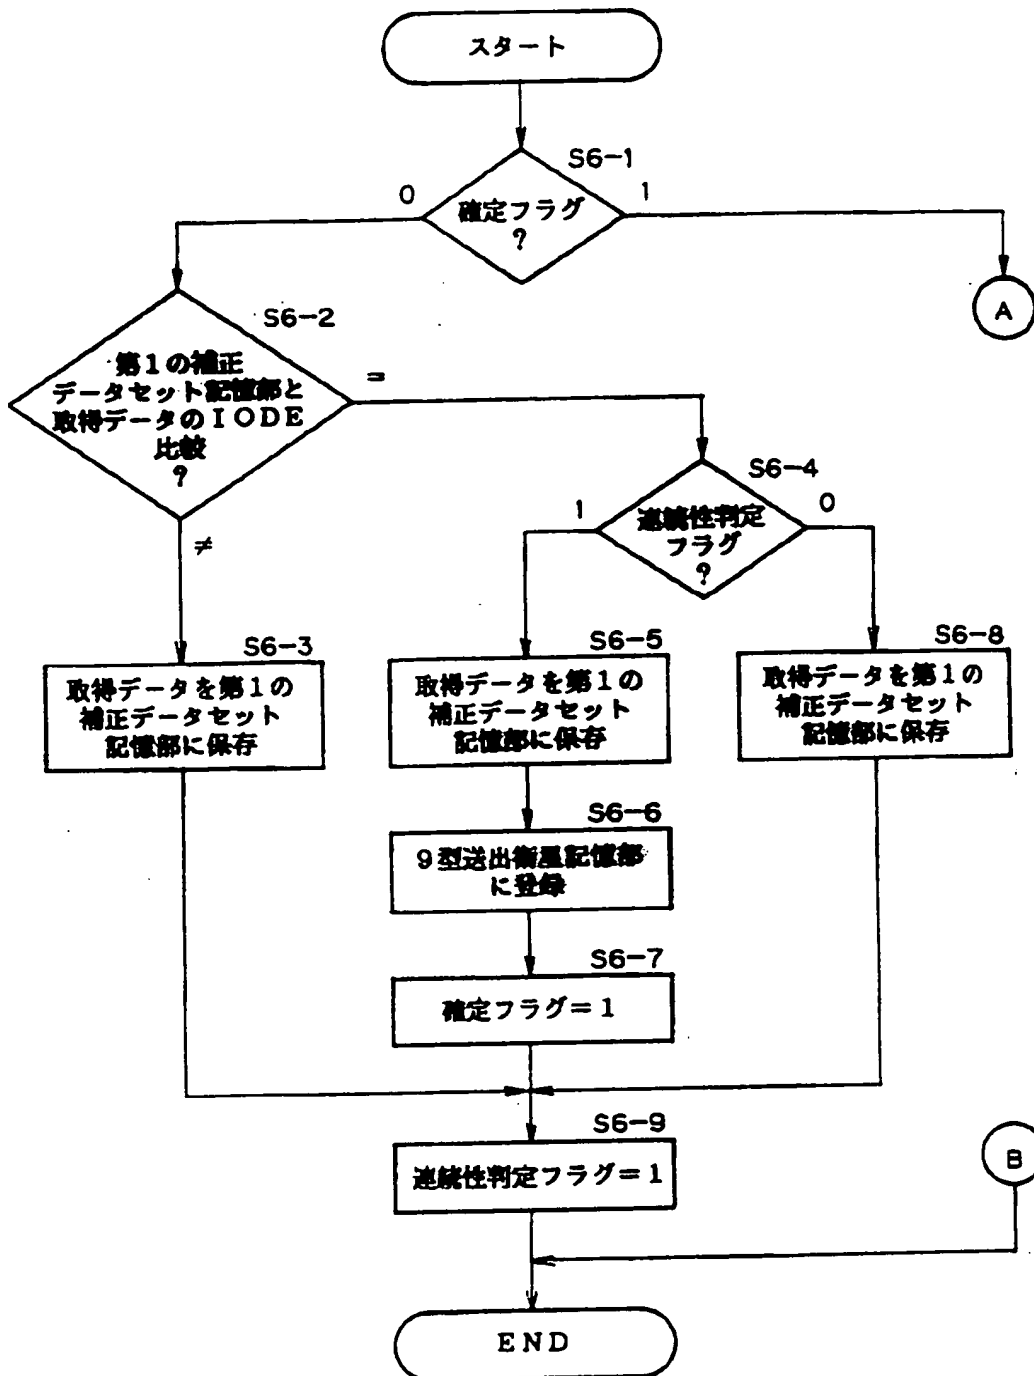 スタート
S6-1
0
1
確定フラグ
?
A
S6-2
第1の補正
データセット記憶部と
取得データのIODE
比較
?
=
≠
S6-4
1
0
連続性判定
フラグ
?
S6-3
取得データを第1の
補正データセット
記憶部に保存
S6-5
取得データを第1の
補正データセット
記憶部に保存
S6-8
取得データを第1の
補正データセット
記憶部に保存
S6-6
9型送出衛星記憶部
に登録
S6-7
確定フラグ=1
S6-9
連続性判定フラグ=1
B
END